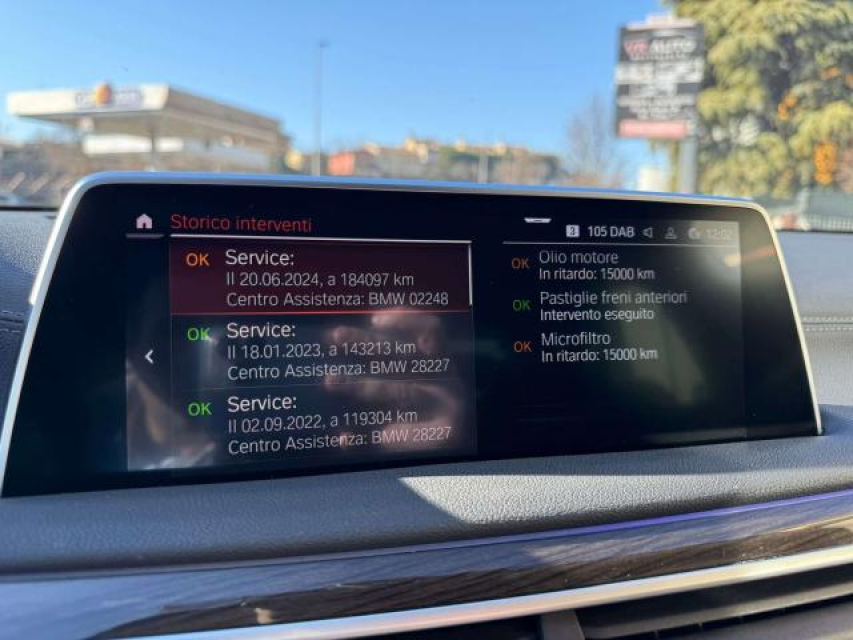 Storico interventi
3 105 DAB 12:02
OK Service:
Il 20.06.2024, a 184097 km
Centro Assistenza: BMW 02248
OK Service:
Il 18.01.2023, a 143213 km
Centro Assistenza: BMW 28227
OK Service:
Il 02.09.2022, a 119304 km
Centro Assistenza: BMW 28227
OK Olio motore
In ritardo: 15000 km
OK Pastiglie freni anteriori
Intervento eseguito
OK Microfiltro
In ritardo: 15000 km